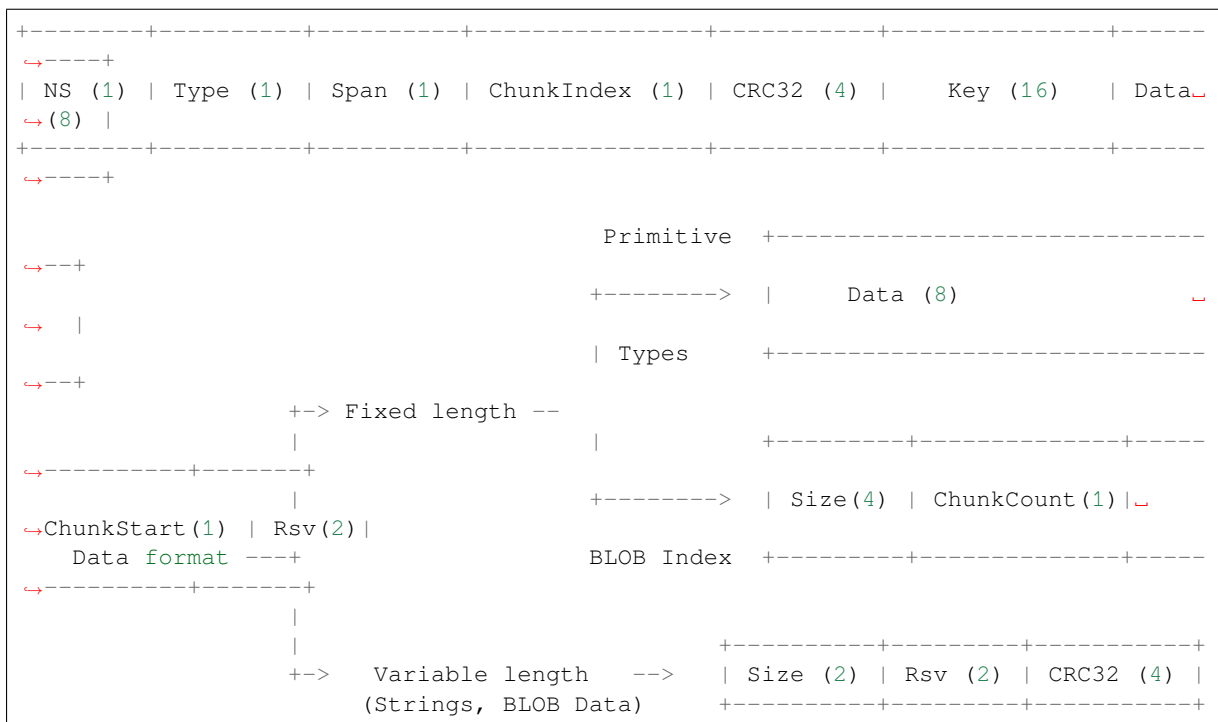 +--------+----------+----------+----------------+-----------+---------------+------
↪----+
| NS (1) | Type (1) | Span (1) | ChunkIndex (1) | CRC32 (4) |    Key (16)   | Data␣
↪(8) |
+--------+----------+----------+----------------+-----------+---------------+------
↪----+
                                       Primitive  +------------------------------
↪--+
                                      +-------->  |     Data (8)                 ␣
↪  |
                                      | Types     +------------------------------
↪--+
                  +-> Fixed length --
                  |                   |           +---------+--------------+-----
↪----------+-------+
                  |                   +-------->  | Size(4) | ChunkCount(1)|␣
↪ChunkStart(1) | Rsv(2)|
    Data format ---+                  BLOB Index  +---------+--------------+-----
↪----------+-------+
                  |
                  |                             +----------+---------+-----------+
                  +->   Variable length   -->   | Size (2) | Rsv (2) | CRC32 (4) |
                       (Strings, BLOB Data)     +----------+---------+-----------+